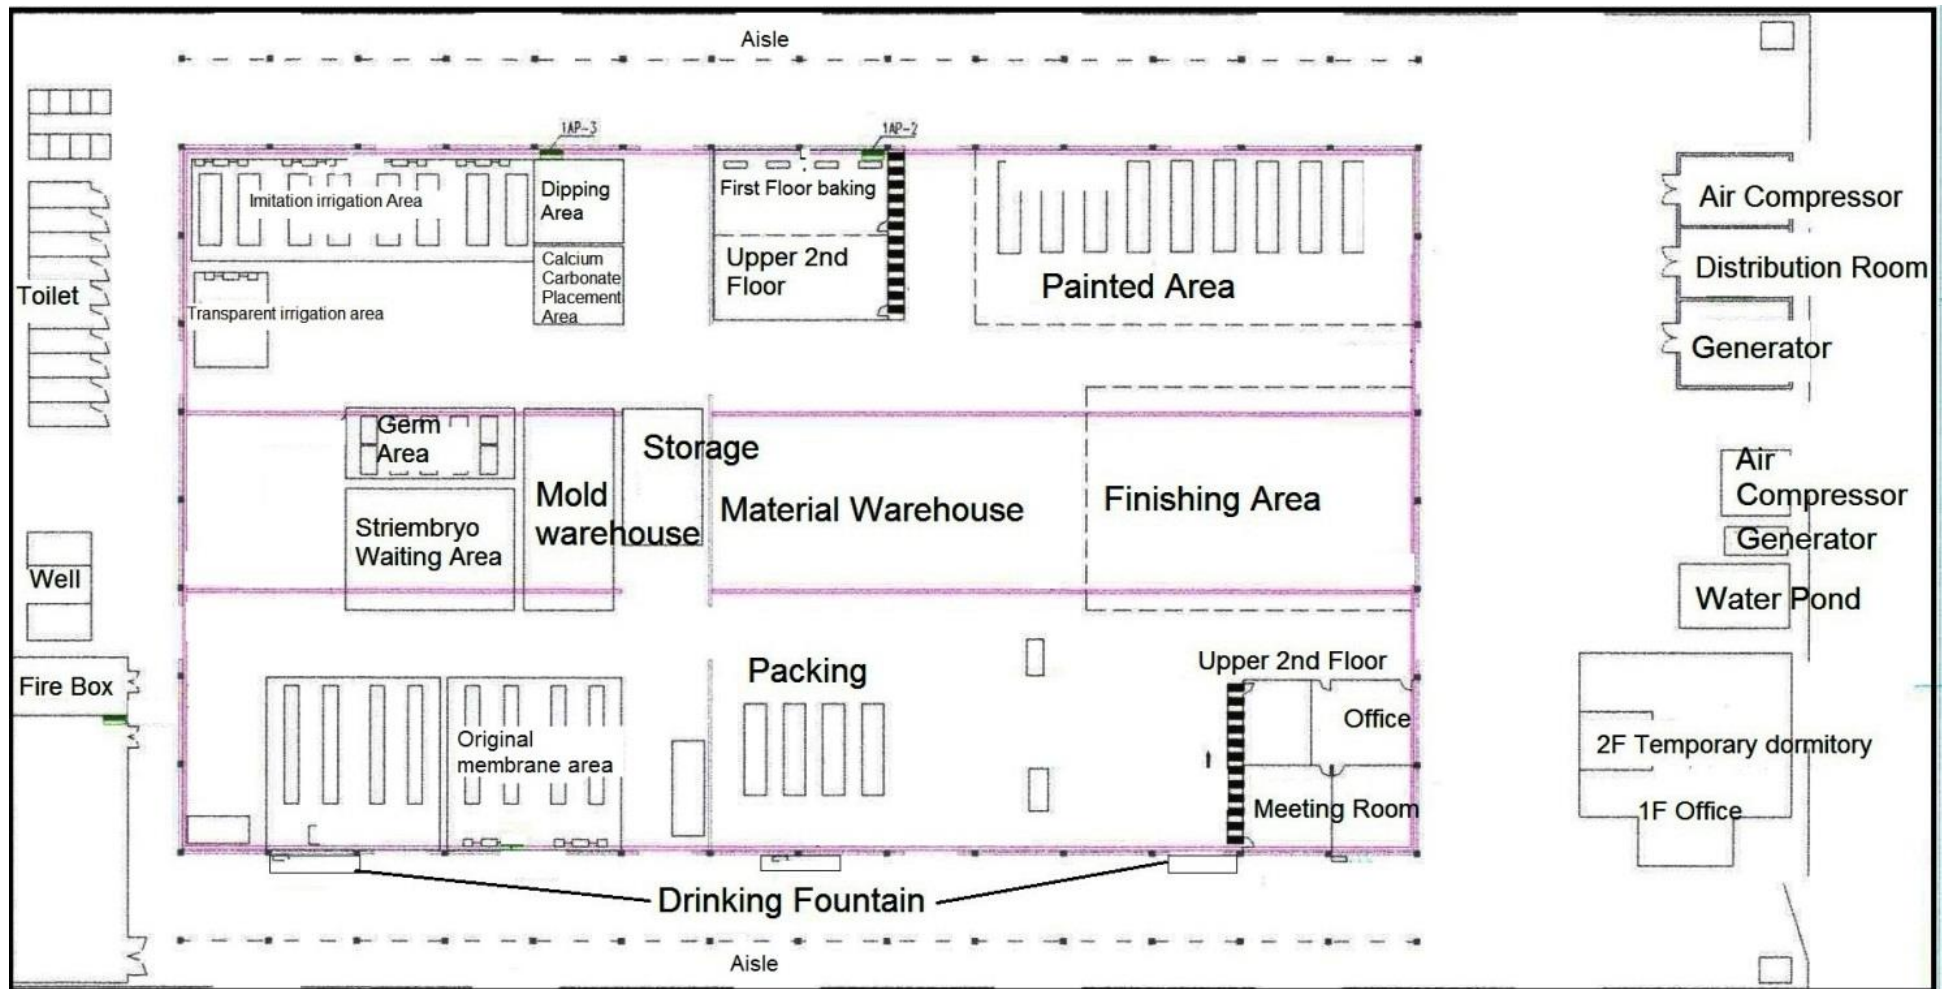 Aisle
1AP-3
1AP-2
Imitation irrigation Area
Dipping
Area
First Floor baking
Air Compressor
Calcium
Carbonate
Placement
Area
Upper 2nd
Floor
Painted Area
Distribution Room
Toilet
Transparent irrigation area
Generator
Germ
Area
Storage
Air
Compressor
Mold
warehouse
Material Warehouse
Finishing Area
Striembryo
Waiting Area
Generator
Well
Water Pond
Fire Box
Packing
Upper 2nd Floor
Office
Original
membrane area
2F Temporary dormitory
Meeting Room
1F Office
Drinking Fountain
Aisle